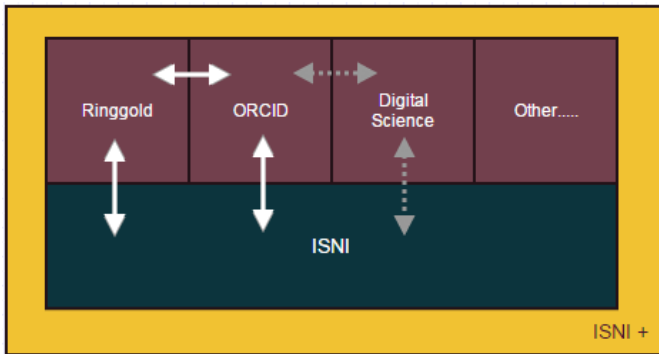 Ringgold
ORCID
Digital
Science
Other.....
ISNI
ISNI +